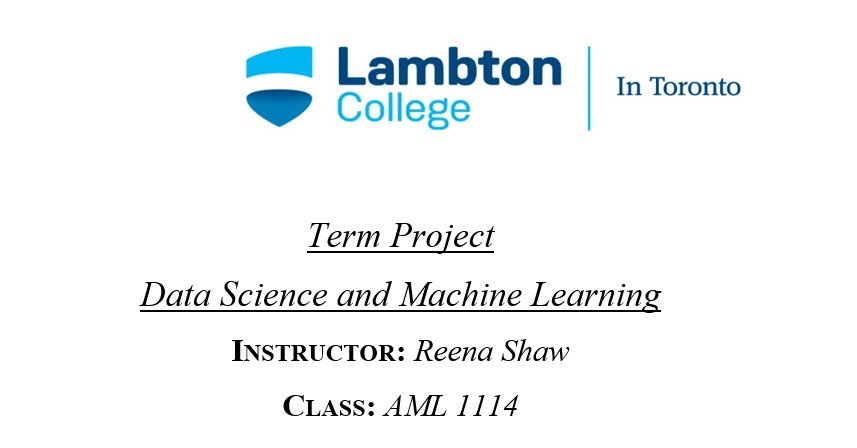 Lambton
College
In Toronto
Term Project
Data Science and Machine Learning
INSTRUCTOR: Reena Shaw
CLASS: AML 1114